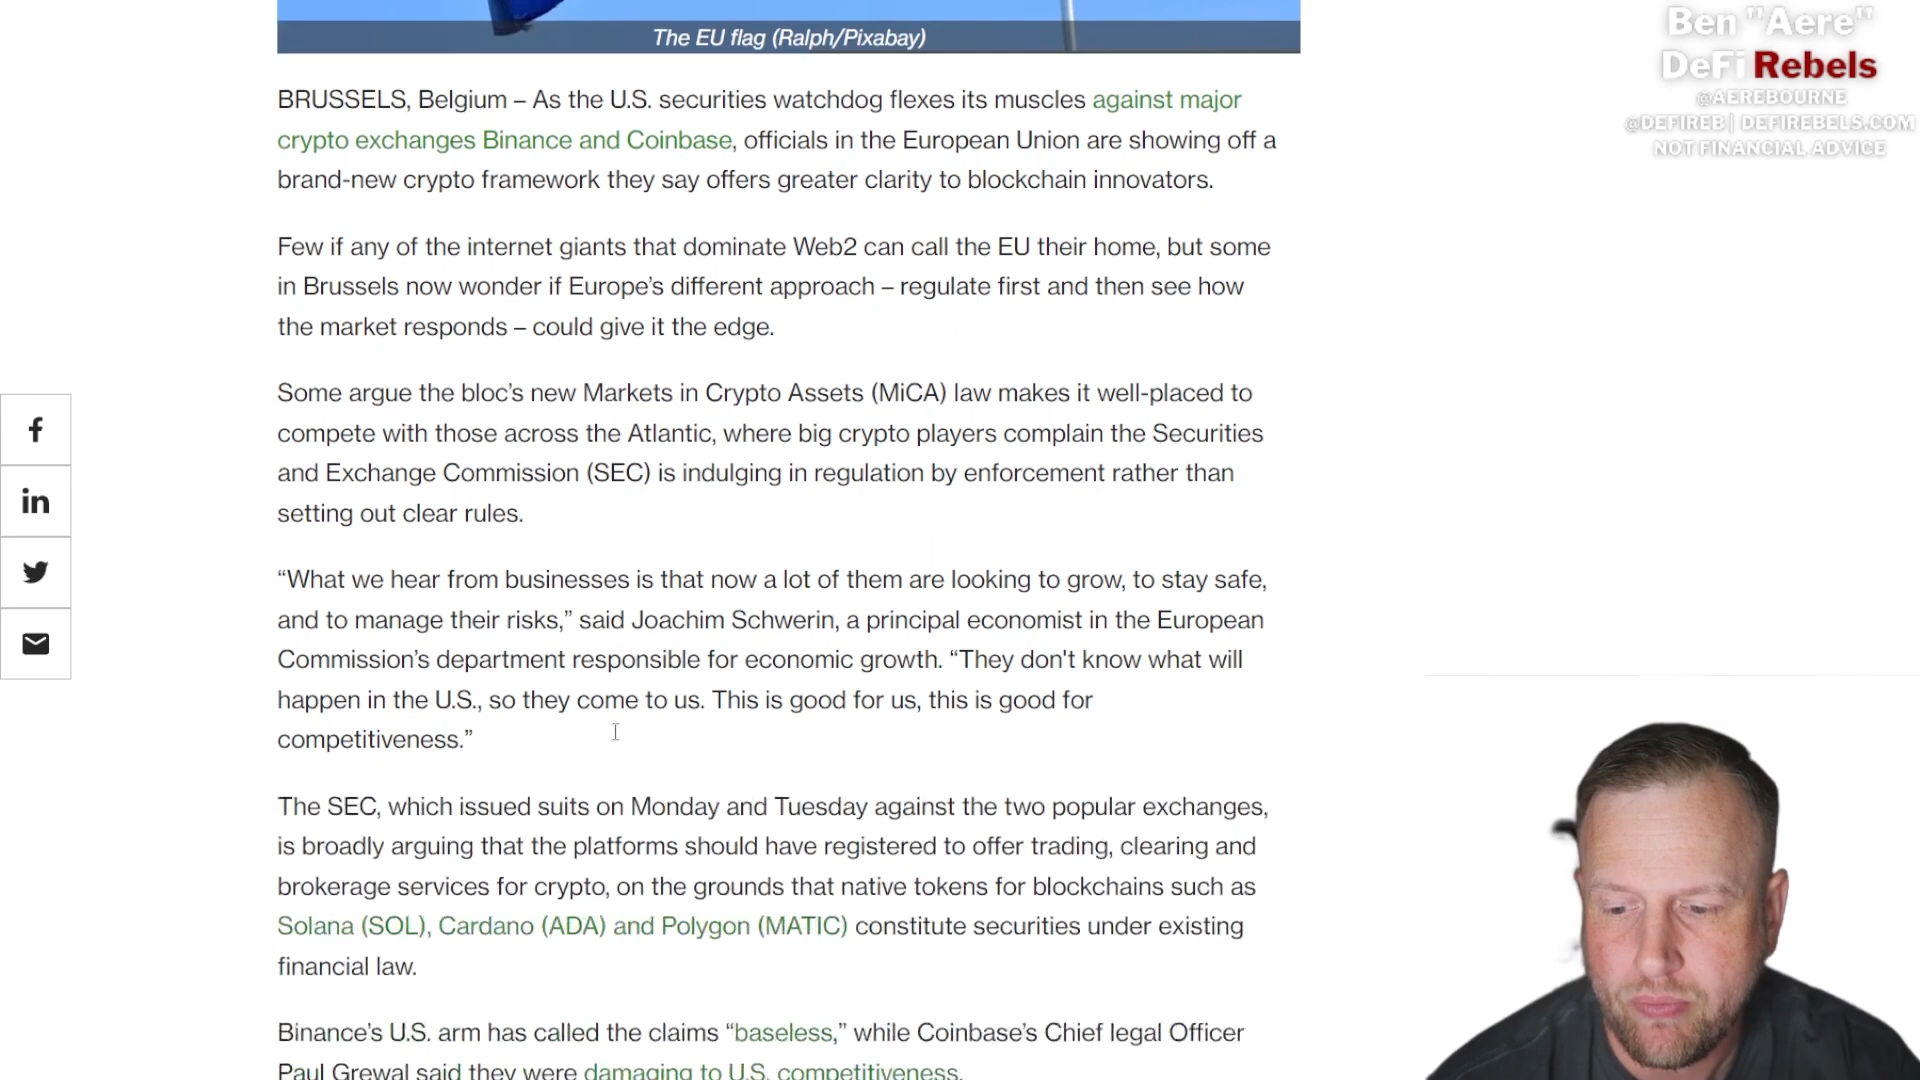 The EU flag (Ralph/Pixabay)
Ben "Aere"
DeFi Rebels
@AEREBOURNE
@DEFIREB | DEFIREBELS.COM
NOT FINANCIAL ADVICE
BRUSSELS, Belgium – As the U.S. securities watchdog flexes its muscles against major
crypto exchanges Binance and Coinbase, officials in the European Union are showing off a
brand-new crypto framework they say offers greater clarity to blockchain innovators.
Few if any of the internet giants that dominate Web2 can call the EU their home, but some
in Brussels now wonder if Europe’s different approach – regulate first and then see how
the market responds – could give it the edge.
Some argue the bloc’s new Markets in Crypto Assets (MiCA) law makes it well-placed to
compete with those across the Atlantic, where big crypto players complain the Securities
and Exchange Commission (SEC) is indulging in regulation by enforcement rather than
setting out clear rules.
“What we hear from businesses is that now a lot of them are looking to grow, to stay safe,
and to manage their risks,” said Joachim Schwerin, a principal economist in the European
Commission’s department responsible for economic growth. “They don't know what will
happen in the U.S., so they come to us. This is good for us, this is good for
competitiveness.”
The SEC, which issued suits on Monday and Tuesday against the two popular exchanges,
is broadly arguing that the platforms should have registered to offer trading, clearing and
brokerage services for crypto, on the grounds that native tokens for blockchains such as
Solana (SOL), Cardano (ADA) and Polygon (MATIC) constitute securities under existing
financial law.
Binance’s U.S. arm has called the claims “baseless,” while Coinbase’s Chief legal Officer
Paul Grewal said they were damaging to U.S. competitiveness.